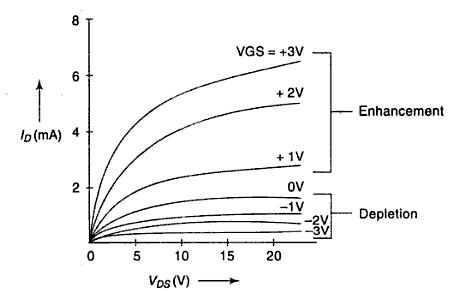 8
VGS = +3V
6
+ 2V
I_D (mA)
4
Enhancement
+ 1V
2
0V
−1V
Depletion
−2V
−3V
0 5 10 15 20
V_DS (V)